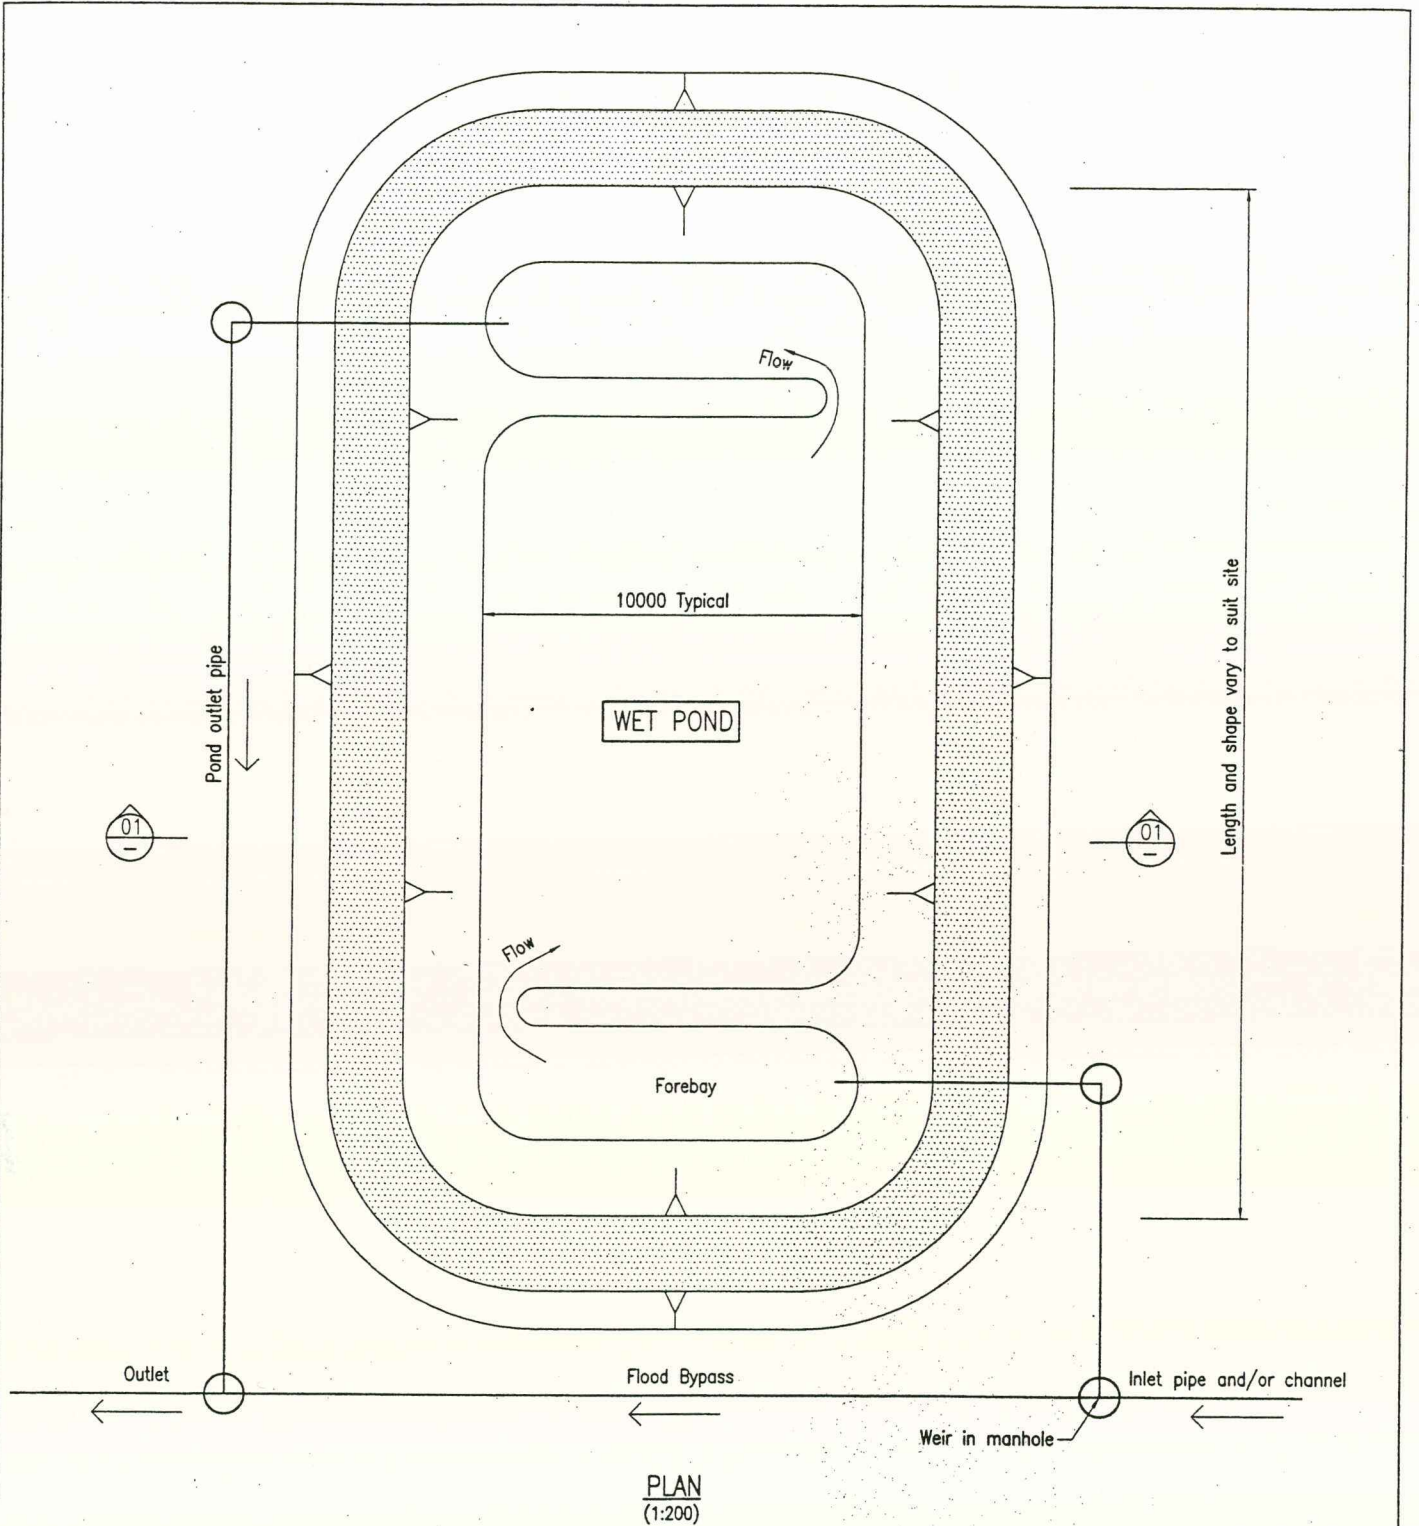 Flow
10000 Typical
Length and shape vary to suit site
Pond outlet pipe
WET POND
01
–
01
–
Flow
Forebay
Outlet
Flood Bypass
Inlet pipe and/or channel
Weir in manhole
PLAN
(1:200)